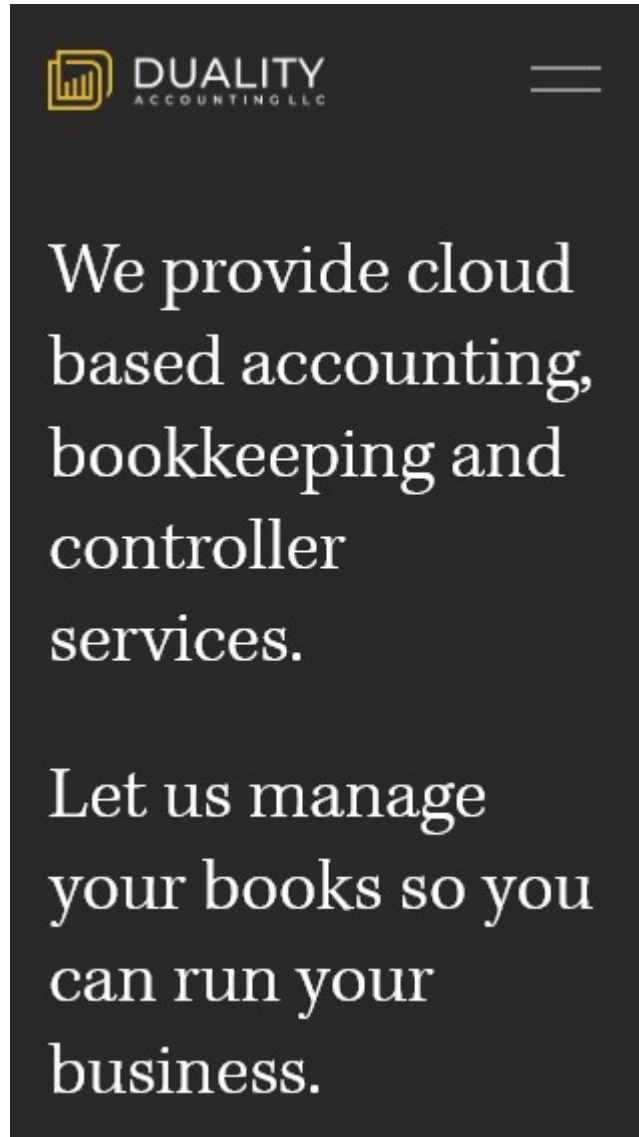 DUALITY
ACCOUNTING LLC
We provide cloud
based accounting,
bookkeeping and
controller
services.
Let us manage
your books so you
can run your
business.